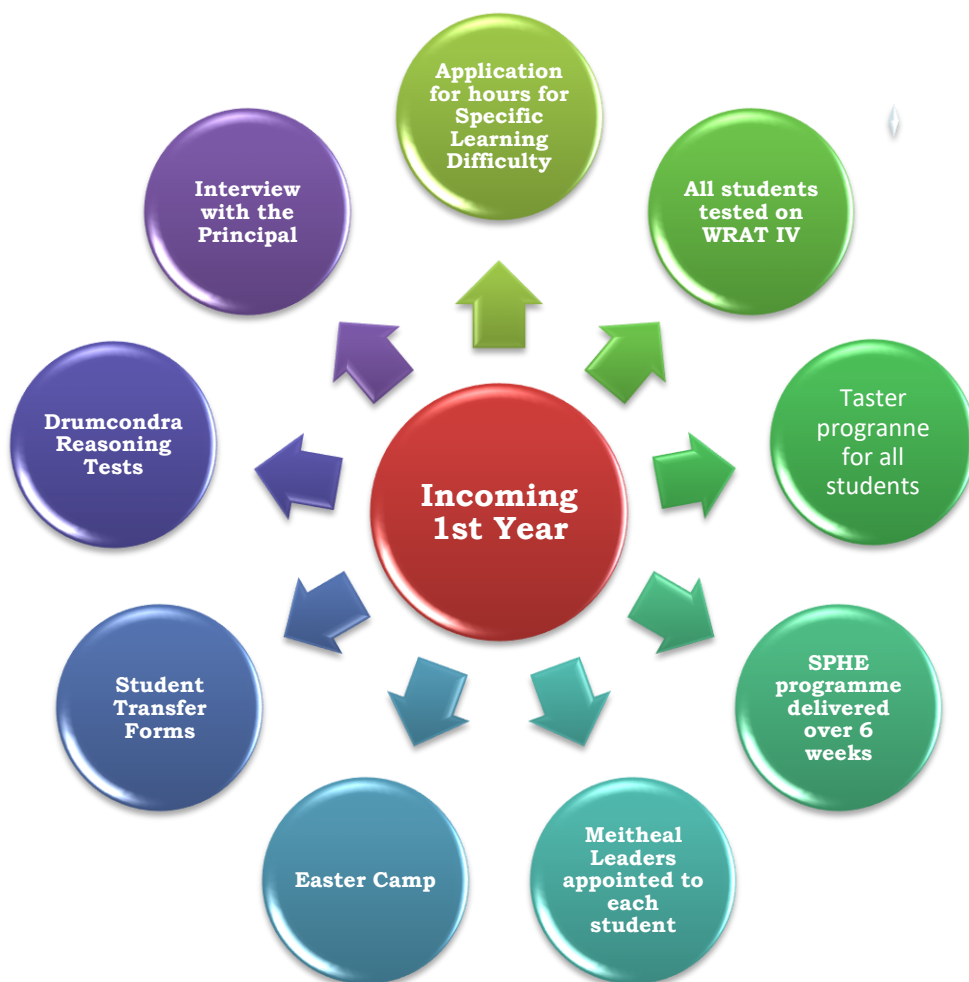 Incoming
1st Year
Application
for hours for
Specific
Learning
Difficulty
All students
tested on
WRAT IV
Taster
progranne
for all
students
SPHE
programme
delivered
over 6
weeks
Meitheal
Leaders
appointed to
each
student
Easter Camp
Student
Transfer
Forms
Drumcondra
Reasoning
Tests
Interview
with the
Principal